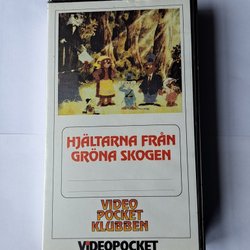 HJÄLTARNA FRÅN
GRÖNA SKOGEN
VIDEO
POCKET
KLUBBEN
VIDEOPOCKET